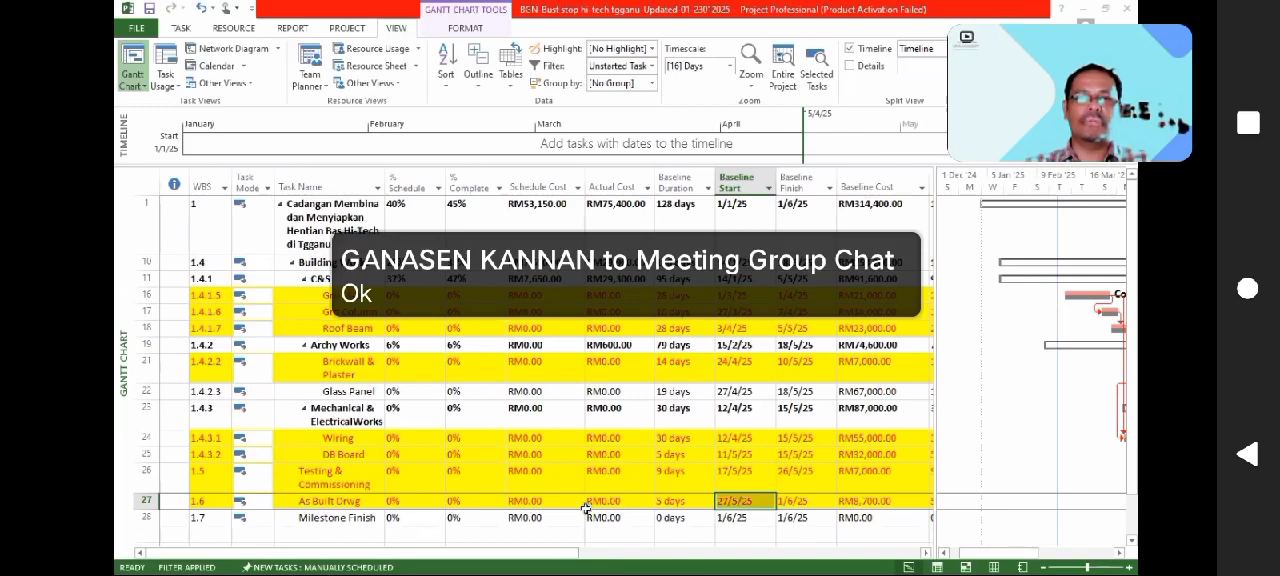 GANTT CHART TOOLS
BGN-Bust stop hi-tech tgganu-Updated-01-230'2025 - Project Professional (Product Activation Failed)
FILE TASK RESOURCE REPORT PROJECT VIEW FORMAT
Gantt Chart
Task Usage
Network Diagram
Calendar
Other Views
Task Views
Team Planner
Resource Usage
Resource Sheet
Other Views
Resource Views
Sort
Outline
Tables
Highlight: [No Highlight]
Filter: Unstarted Task
Group by: [No Group]
Data
Timescale:
[16] Days
Zoom
Entire Project
Selected Tasks
Zoom
Timeline Timeline
Details
Split View
TIMELINE
5/4/25
January February March April May
Start
1/1/25
Add tasks with dates to the timeline
WBS Task Mode Task Name % Schedule % Complete Schedule Cost Actual Cost Baseline Duration Baseline Start Baseline Finish Baseline Cost
1 Dec '24 5 Jan '25 9 Feb '25 16 Mar '2
S M W F S T T S M
GANTT CHART
1 1 Cadangan Membina dan Menyiapkan Hentian Bas Hi-Tech di Tgganu 40% 45% RM53,150.00 RM75,400.00 128 days 1/1/25 1/6/25 RM314,400.00
10 1.4 Building
11 1.4.1 C&S
16 1.4.1.5
17 1.4.1.6
18 1.4.1.7 Roof Beam 0% 0% RM0.00 RM0.00 28 days 3/4/25 5/5/25 RM23,000.00
19 1.4.2 Archy Works 6% 6% RM0.00 RM600.00 79 days 15/2/25 18/5/25 RM74,600.00
21 1.4.2.2 Brickwall & Plaster 0% 0% RM0.00 RM0.00 14 days 24/4/25 10/5/25 RM7,000.00
22 1.4.2.3 Glass Panel 0% 0% RM0.00 RM0.00 19 days 27/4/25 18/5/25 RM67,000.00
23 1.4.3 Mechanical & ElectricalWorks 0% 0% RM0.00 RM0.00 30 days 12/4/25 15/5/25 RM87,000.00
24 1.4.3.1 Wiring 0% 0% RM0.00 RM0.00 30 days 12/4/25 15/5/25 RM55,000.00
25 1.4.3.2 DB Board 0% 0% RM0.00 RM0.00 5 days 11/5/25 15/5/25 RM32,000.00
26 1.5 Testing & Commissioning 0% 0% RM0.00 RM0.00 9 days 17/5/25 26/5/25 RM7,000.00
27 1.6 As Built Drwg 0% 0% RM0.00 RM0.00 5 days 27/5/25 1/6/25 RM8,700.00
28 1.7 Milestone Finish 0% 0% RM0.00 RM0.00 0 days 1/6/25 1/6/25 RM0.00
GANASEN KANNAN to Meeting Group Chat
Ok
READY FILTER APPLIED NEW TASKS : MANUALLY SCHEDULED